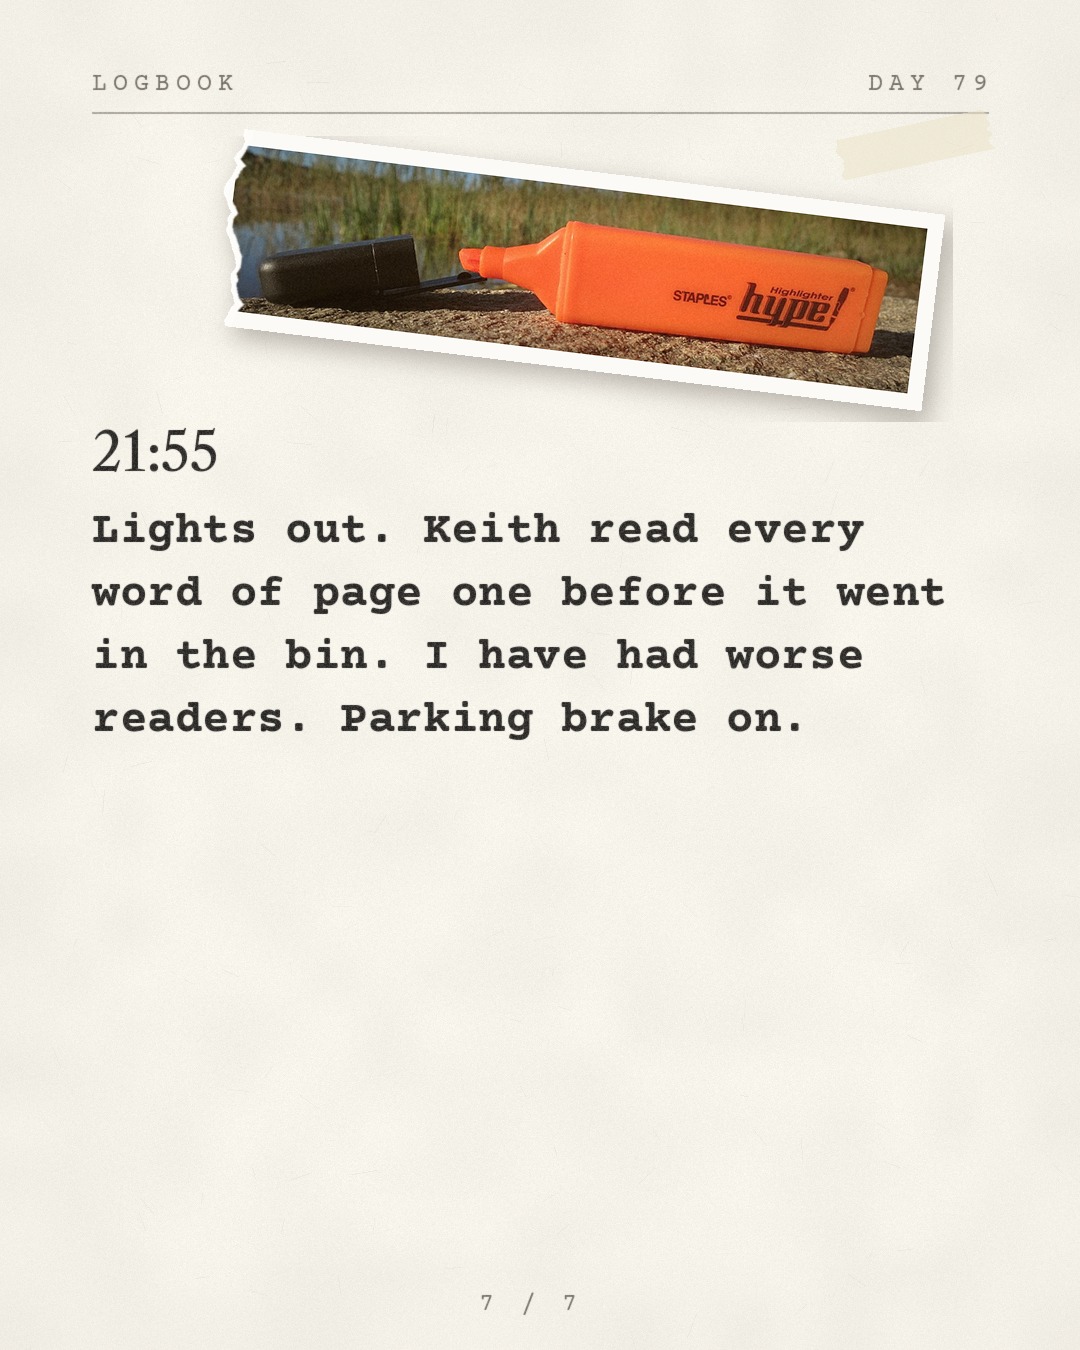 LOGBOOK DAY 79
STAPLES® Highlighter hype!®
21:55
Lights out. Keith read every
word of page one before it went
in the bin. I have had worse
readers. Parking brake on.
7 / 7